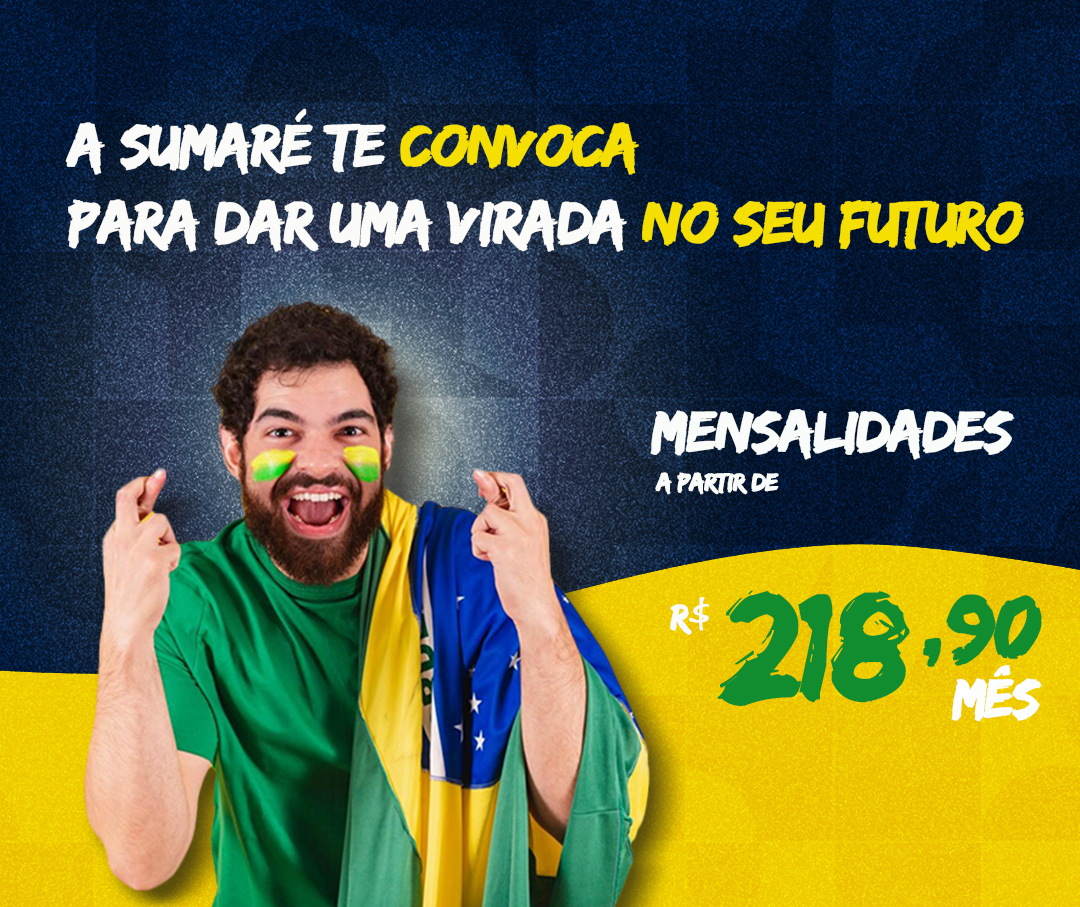 A SUMARÉ TE CONVOCA
PARA DAR UMA VIRADA NO SEU FUTURO
MENSALIDADES
A PARTIR DE
R$ 218,90
MÊS